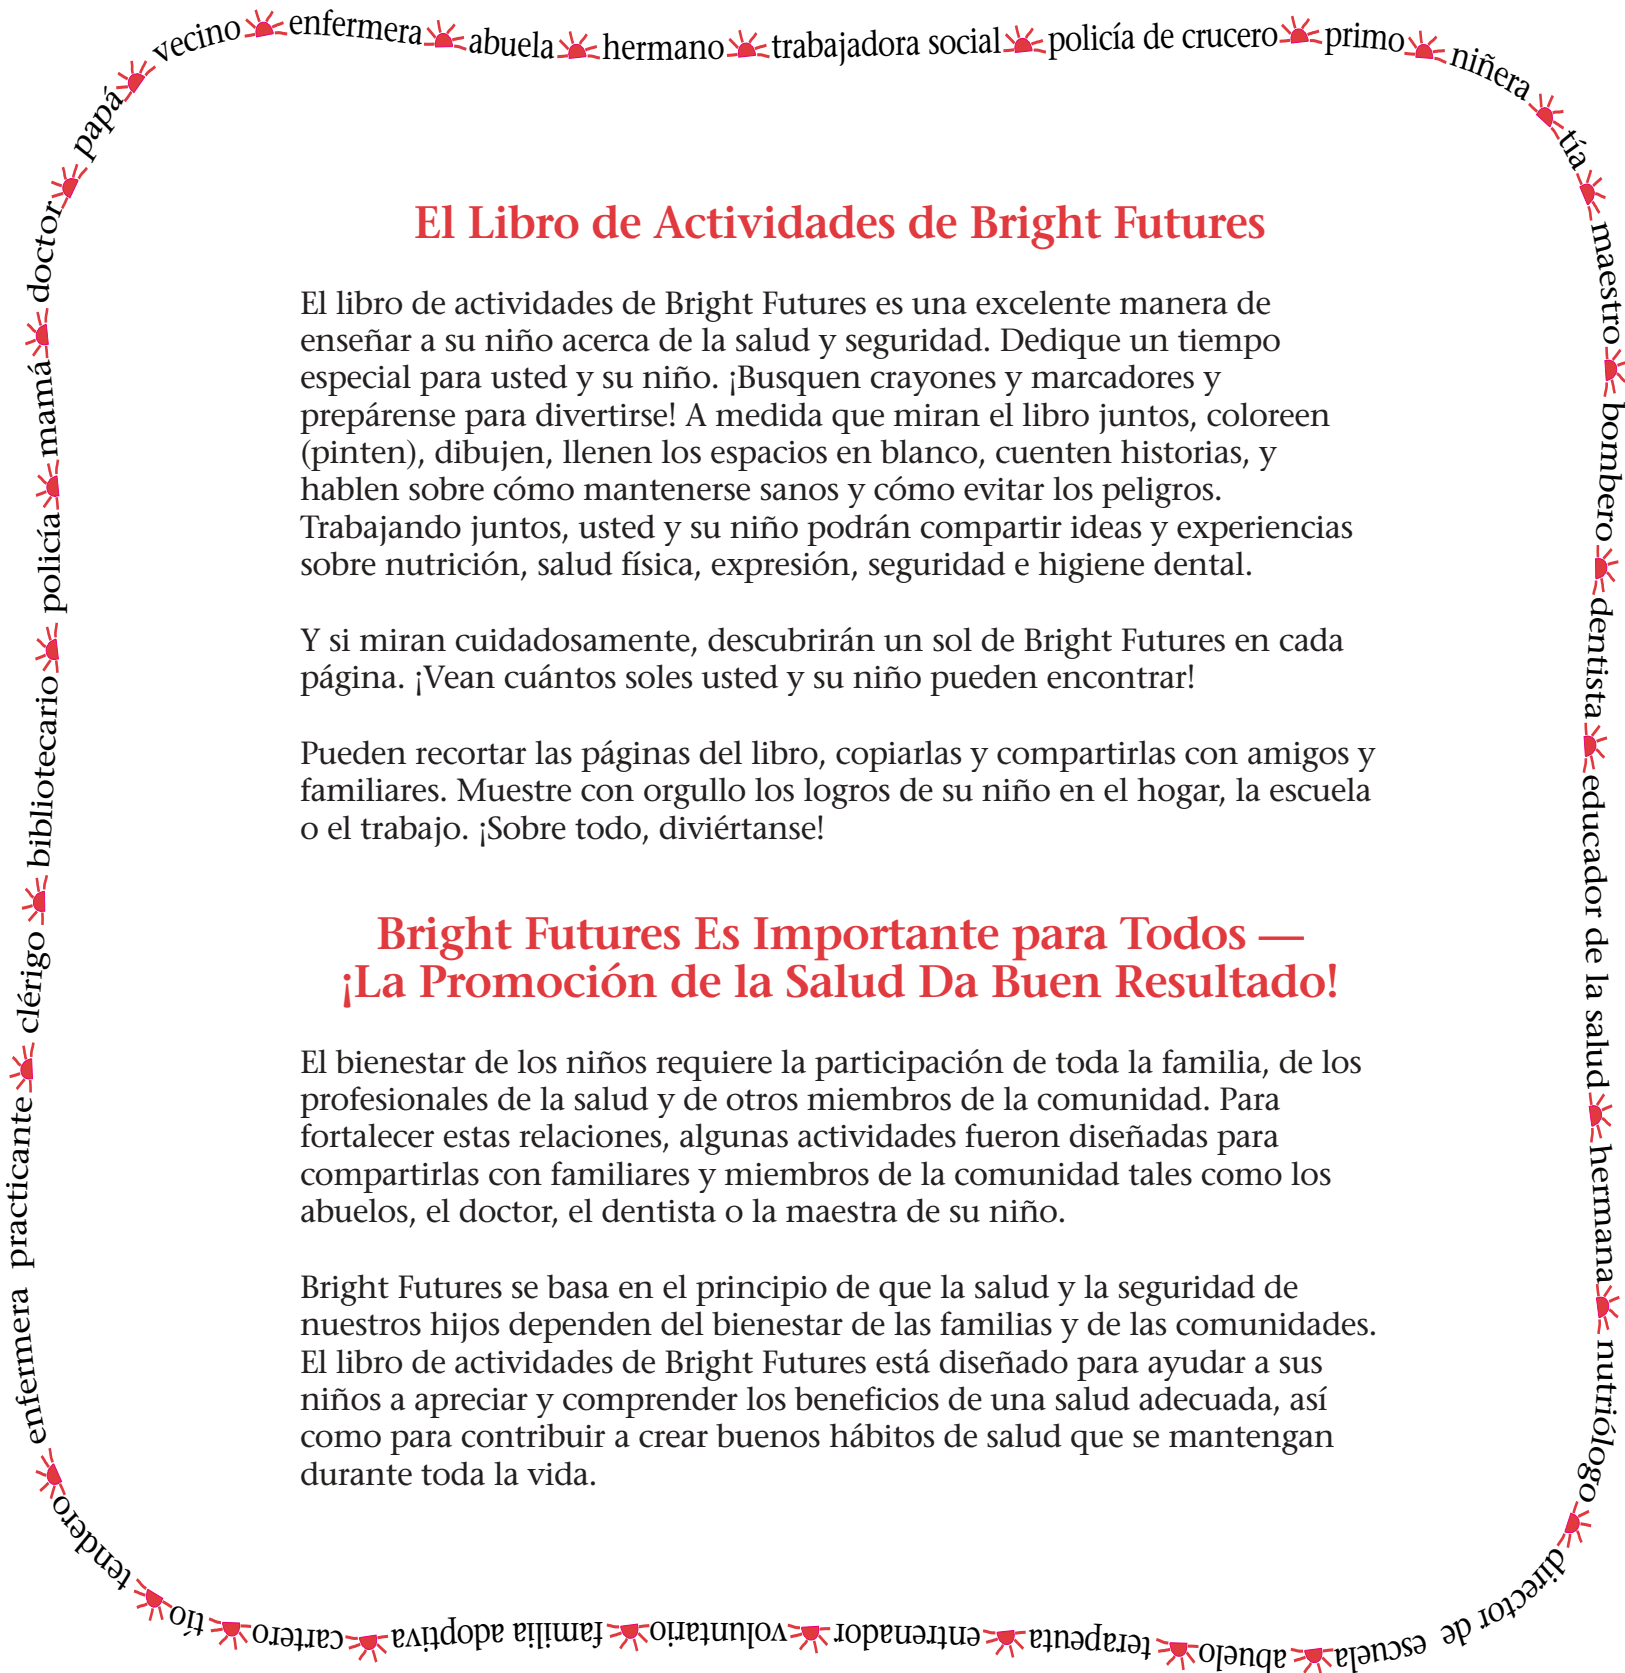 vecino enfermera abuela hermano trabajadora social policía de crucero primo niñera
tía maestro bombero dentista educador de la salud hermana nutriólogo
director de escuela abuelo terapeuta entrenador voluntario familia adoptiva cartero tío
tendero enfermera practicante clérigo bibliotecario policía mamá doctor papá
El Libro de Actividades de Bright Futures
El libro de actividades de Bright Futures es una excelente manera de
enseñar a su niño acerca de la salud y seguridad. Dedique un tiempo
especial para usted y su niño. ¡Busquen crayones y marcadores y
prepárense para divertirse! A medida que miran el libro juntos, coloreen
(pinten), dibujen, llenen los espacios en blanco, cuenten historias, y
hablen sobre cómo mantenerse sanos y cómo evitar los peligros.
Trabajando juntos, usted y su niño podrán compartir ideas y experiencias
sobre nutrición, salud física, expresión, seguridad e higiene dental.
Y si miran cuidadosamente, descubrirán un sol de Bright Futures en cada
página. ¡Vean cuántos soles usted y su niño pueden encontrar!
Pueden recortar las páginas del libro, copiarlas y compartirlas con amigos y
familiares. Muestre con orgullo los logros de su niño en el hogar, la escuela
o el trabajo. ¡Sobre todo, diviértanse!
Bright Futures Es Importante para Todos —
¡La Promoción de la Salud Da Buen Resultado!
El bienestar de los niños requiere la participación de toda la familia, de los
profesionales de la salud y de otros miembros de la comunidad. Para
fortalecer estas relaciones, algunas actividades fueron diseñadas para
compartirlas con familiares y miembros de la comunidad tales como los
abuelos, el doctor, el dentista o la maestra de su niño.
Bright Futures se basa en el principio de que la salud y la seguridad de
nuestros hijos dependen del bienestar de las familias y de las comunidades.
El libro de actividades de Bright Futures está diseñado para ayudar a sus
niños a apreciar y comprender los beneficios de una salud adecuada, así
como para contribuir a crear buenos hábitos de salud que se mantengan
durante toda la vida.